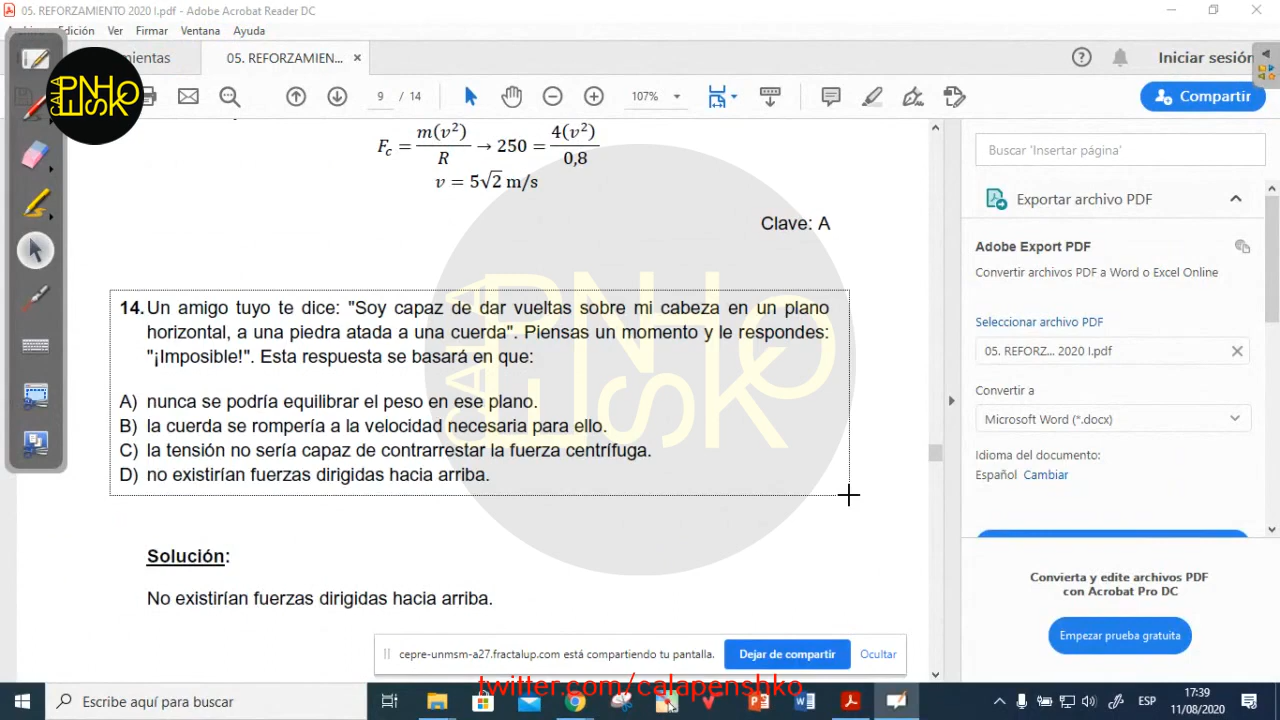 05. REFORZAMIENTO 2020 I.pdf - Adobe Acrobat Reader DC
Edición Ver Firmar Ventana Ayuda
05. REFORZAMIEN... × Iniciar sesión
9 / 14 107% Compartir
CALA
PENSHKO
F_c = m(v²)/R → 250 = 4(v²)/0,8
v = 5√2 m/s
Clave: A
14. Un amigo tuyo te dice: "Soy capaz de dar vueltas sobre mi cabeza en un plano
horizontal, a una piedra atada a una cuerda". Piensas un momento y le respondes:
"¡Imposible!". Esta respuesta se basará en que:
A) nunca se podría equilibrar el peso en ese plano.
B) la cuerda se rompería a la velocidad necesaria para ello.
C) la tensión no sería capaz de contrarrestar la fuerza centrífuga.
D) no existirían fuerzas dirigidas hacia arriba.
Solución:
No existirían fuerzas dirigidas hacia arriba.
CALA
PENSHKO
Buscar 'Insertar página'
Exportar archivo PDF
Adobe Export PDF
Convertir archivos PDF a Word o Excel Online
Seleccionar archivo PDF
05. REFORZ... 2020 I.pdf
Convertir a
Microsoft Word (*.docx)
Idioma del documento:
Español Cambiar
Convierta y edite archivos PDF
con Acrobat Pro DC
Empezar prueba gratuita
cepre-unmsm-a27.fractalup.com está compartiendo tu pantalla. Dejar de compartir Ocultar
twitter.com/calapenshko
Escribe aquí para buscar
ESP
17:39
11/08/2020